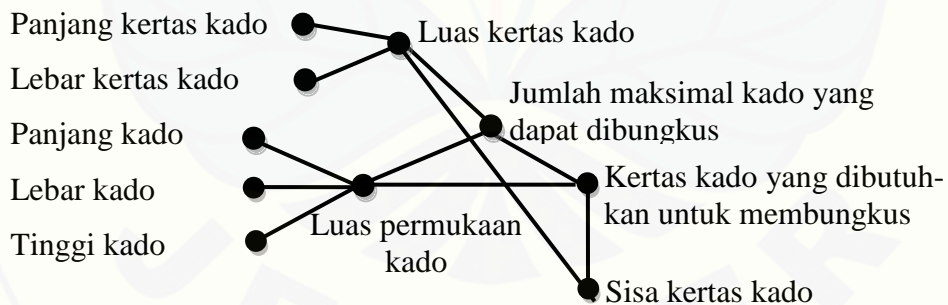 Panjang kertas kado
Lebar kertas kado
Panjang kado
Lebar kado
Tinggi kado
Luas kertas kado
Jumlah maksimal kado yang
dapat dibungkus
Luas permukaan
kado
Kertas kado yang dibutuh-
kan untuk membungkus
Sisa kertas kado